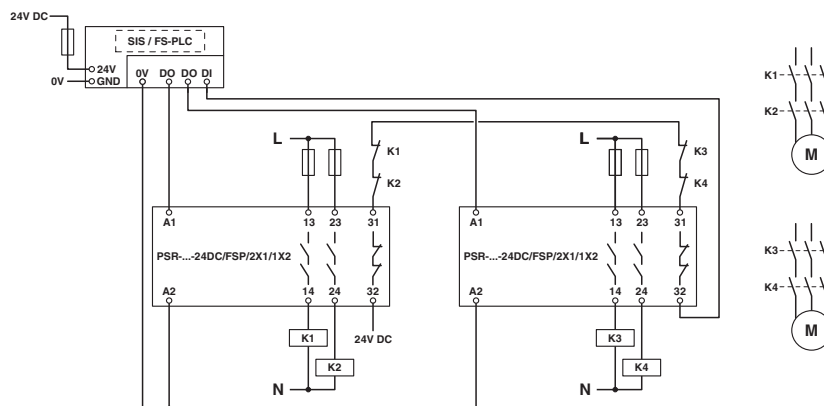 24V DC
SIS / FS-PLC
24V
0V GND
0V DO DO DI
K1
K2
M
L
K1
K2
L
K3
K4
A1 13 23 31
PSR-...-24DC/FSP/2X1/1X2
A2 14 24 32
A1 13 23 31
PSR-...-24DC/FSP/2X1/1X2
A2 14 24 32
K3
K4
M
K1
K2
24V DC
N
K3
K4
N